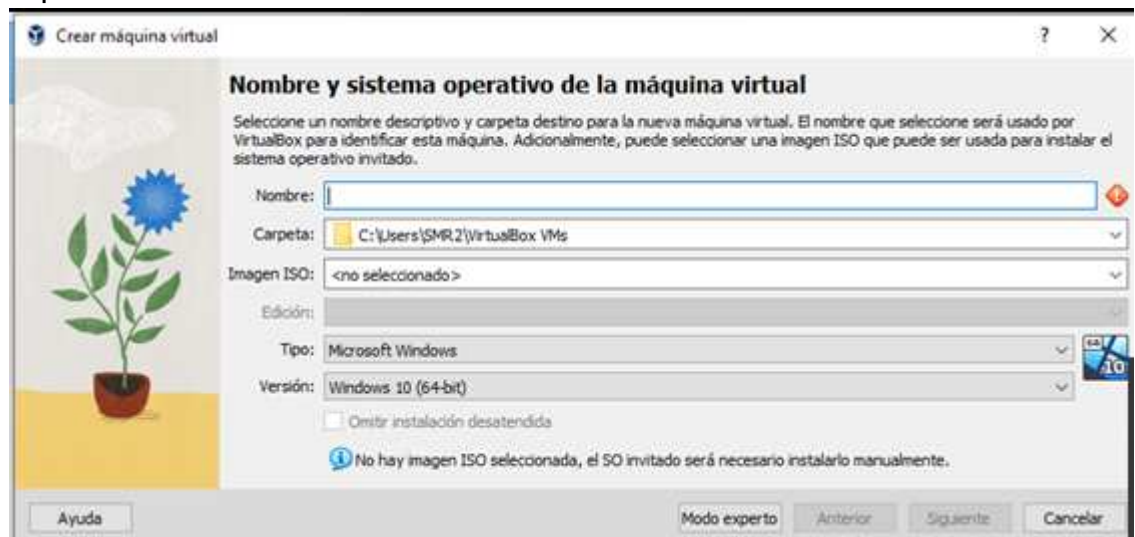 Crear máquina virtual
?
Nombre y sistema operativo de la máquina virtual
Seleccione un nombre descriptivo y carpeta destino para la nueva máquina virtual. El nombre que seleccione será usado por
VirtualBox para identificar esta máquina. Adicionalmente, puede seleccionar una imagen ISO que puede ser usada para instalar el
sistema operativo invitado.
Nombre:
Carpeta: C:\Users\SMR2\VirtualBox VMs
Imagen ISO: <no seleccionado>
Edición:
Tipo: Microsoft Windows
64
10
Versión: Windows 10 (64-bit)
Omitir instalación desatendida
No hay imagen ISO seleccionada, el SO invitado será necesario instalarlo manualmente.
Ayuda Modo experto Anterior Siguiente Cancelar